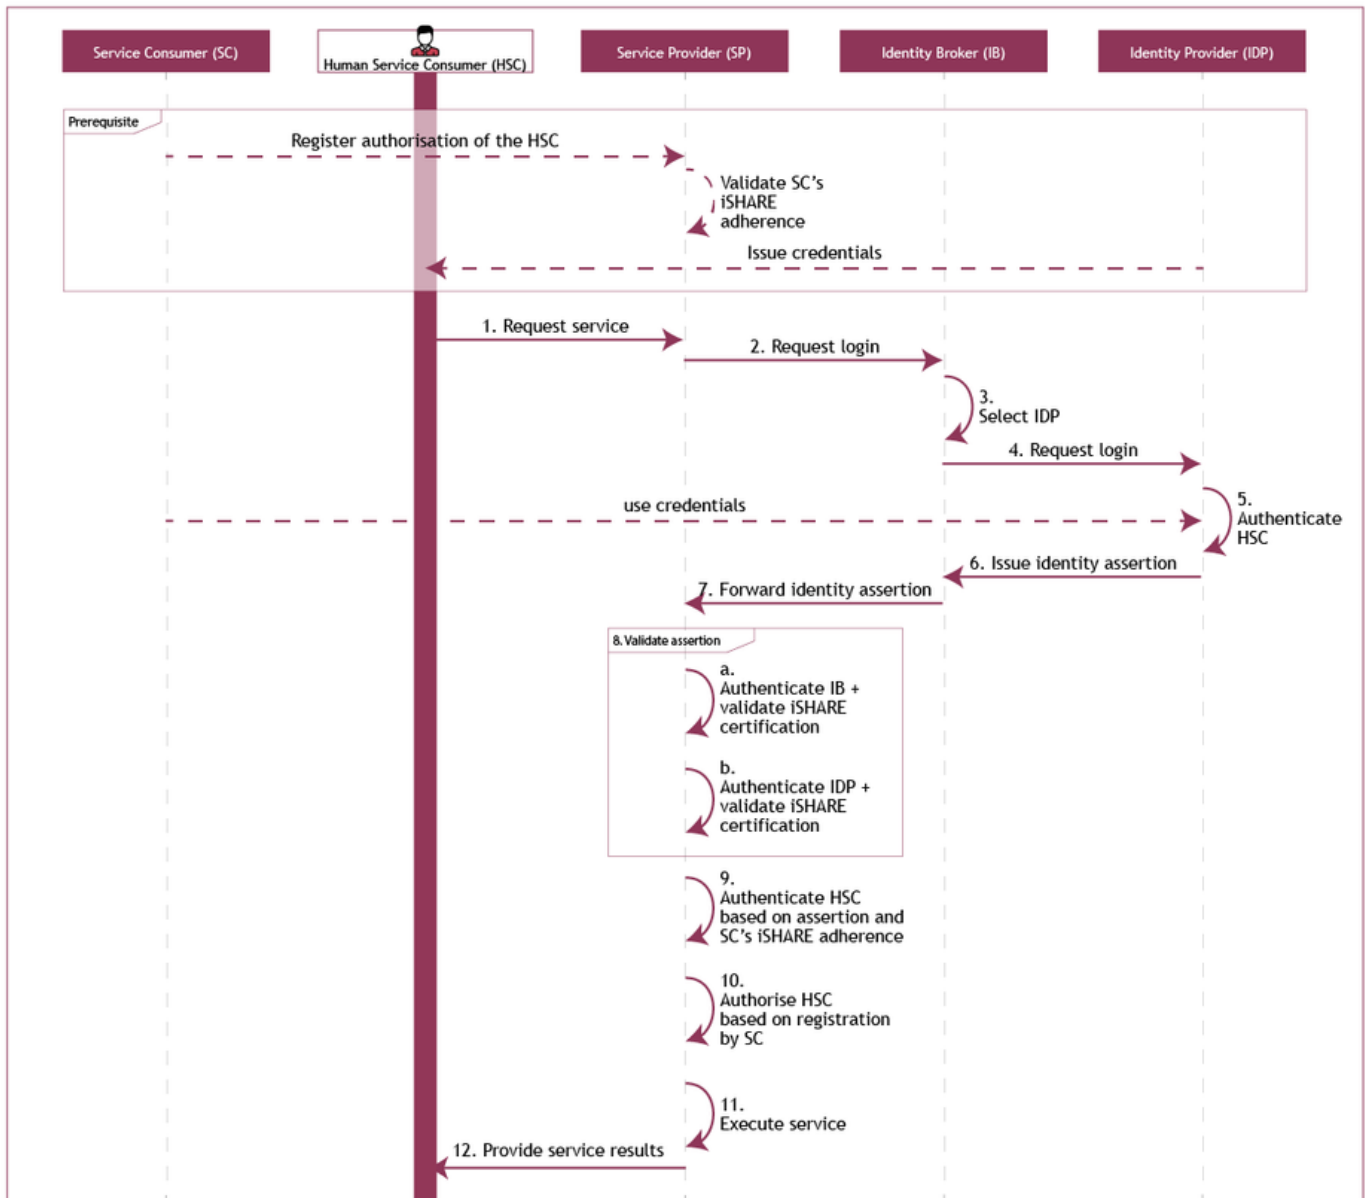 Service Consumer (SC)
Human Service Consumer (HSC)
Service Provider (SP)
Identity Broker (IB)
Identity Provider (IDP)
Prerequisite
Register authorisation of the HSC
Validate SC's
iSHARE
adherence
Issue credentials
1. Request service
2. Request login
3.
Select IDP
4. Request login
use credentials
5.
Authenticate
HSC
6. Issue identity assertion
7. Forward identity assertion
8. Validate assertion
a.
Authenticate IB +
validate iSHARE
certification
b.
Authenticate IDP +
validate iSHARE
certification
9.
Authenticate HSC
based on assertion and
SC's iSHARE adherence
10.
Authorise HSC
based on registration
by SC
11.
Execute service
12. Provide service results